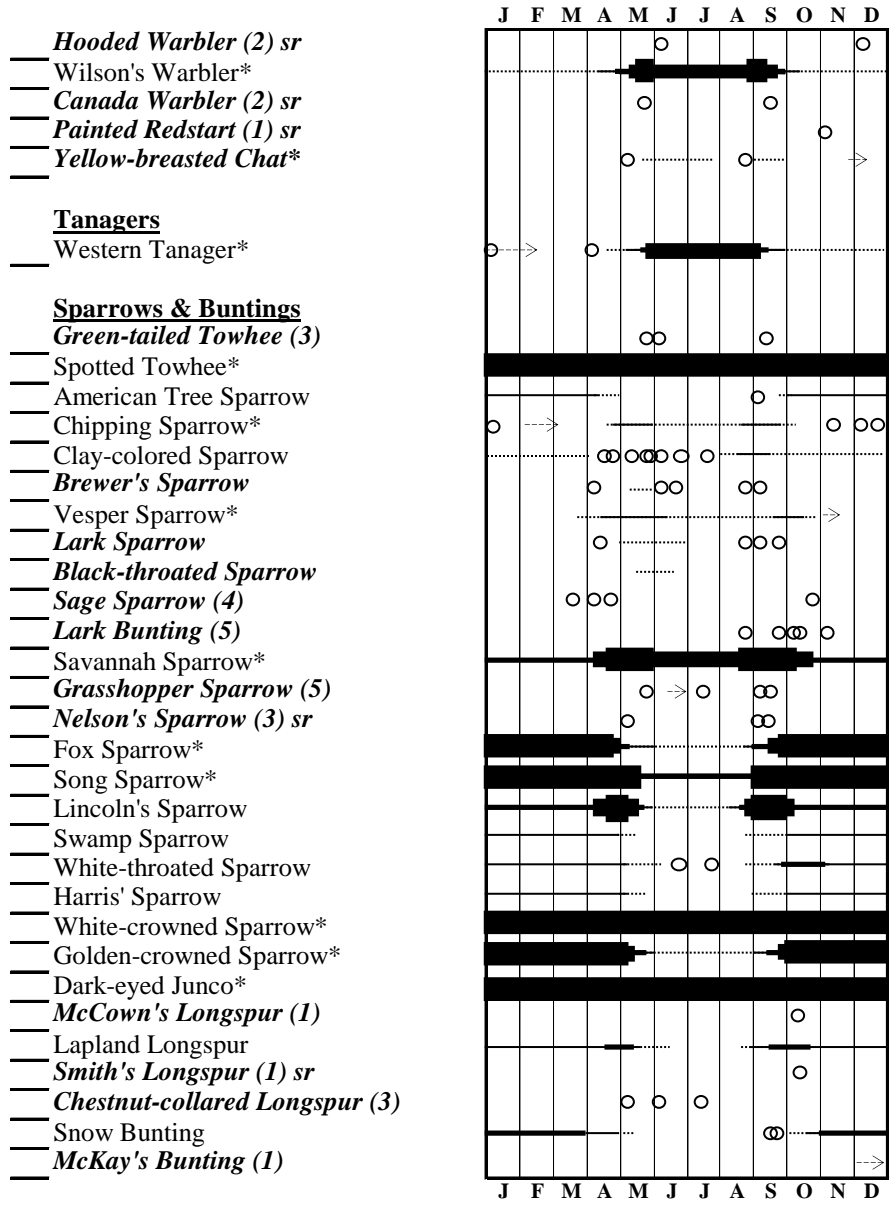 J F M A M J J A S O N D
Hooded Warbler (2) sr
Wilson's Warbler*
Canada Warbler (2) sr
Painted Redstart (1) sr
Yellow-breasted Chat*
Tanagers
Western Tanager*
Sparrows & Buntings
Green-tailed Towhee (3)
Spotted Towhee*
American Tree Sparrow
Chipping Sparrow*
Clay-colored Sparrow
Brewer's Sparrow
Vesper Sparrow*
Lark Sparrow
Black-throated Sparrow
Sage Sparrow (4)
Lark Bunting (5)
Savannah Sparrow*
Grasshopper Sparrow (5)
Nelson's Sparrow (3) sr
Fox Sparrow*
Song Sparrow*
Lincoln's Sparrow
Swamp Sparrow
White-throated Sparrow
Harris' Sparrow
White-crowned Sparrow*
Golden-crowned Sparrow*
Dark-eyed Junco*
McCown's Longspur (1)
Lapland Longspur
Smith's Longspur (1) sr
Chestnut-collared Longspur (3)
Snow Bunting
McKay's Bunting (1)
J F M A M J J A S O N D